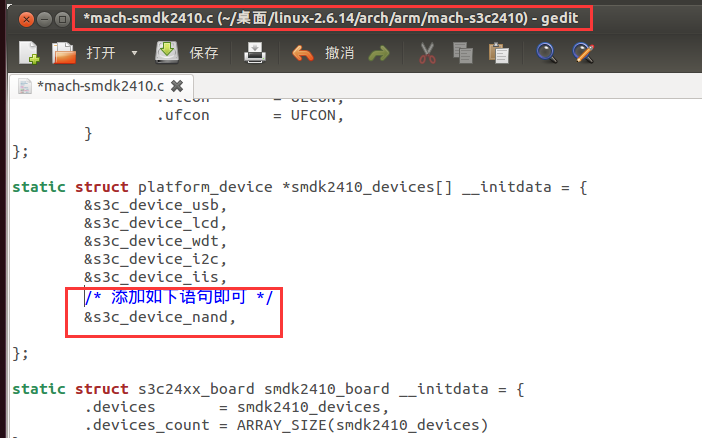 *mach-smdk2410.c (~/桌面/linux-2.6.14/arch/arm/mach-s3c2410) - gedit
打开 保存 撤消
*mach-smdk2410.c
.ufcon = UFCON,
}
};
static struct platform_device *smdk2410_devices[] __initdata = {
&s3c_device_usb,
&s3c_device_lcd,
&s3c_device_wdt,
&s3c_device_i2c,
&s3c_device_iis,
/* 添加如下语句即可 */
&s3c_device_nand,
};
static struct s3c24xx_board smdk2410_board __initdata = {
.devices = smdk2410_devices,
.devices_count = ARRAY_SIZE(smdk2410_devices)